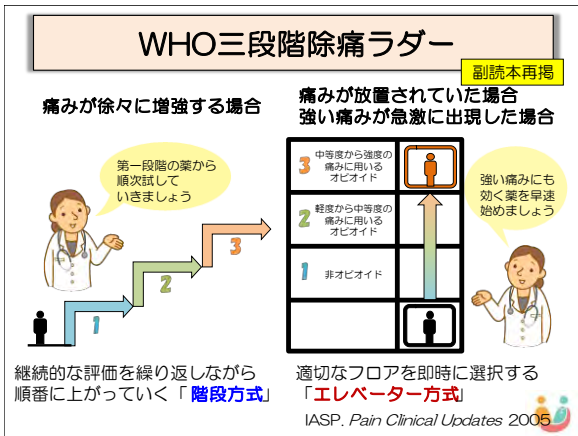 WHO三段階除痛ラダー
副読本再掲
痛みが徐々に増強する場合
第一段階の薬から
順次試して
いきましょう
1
2
3
継続的な評価を繰り返しながら
順番に上がっていく「階段方式」
痛みが放置されていた場合
強い痛みが急激に出現した場合
3 中等度から強度の
痛みに用いる
オピオイド
2 軽度から中等度の
痛みに用いる
オピオイド
1 非オピオイド
強い痛みにも
効く薬を早速
始めましょう
適切なフロアを即時に選択する
「エレベーター方式」
IASP. Pain Clinical Updates 2005